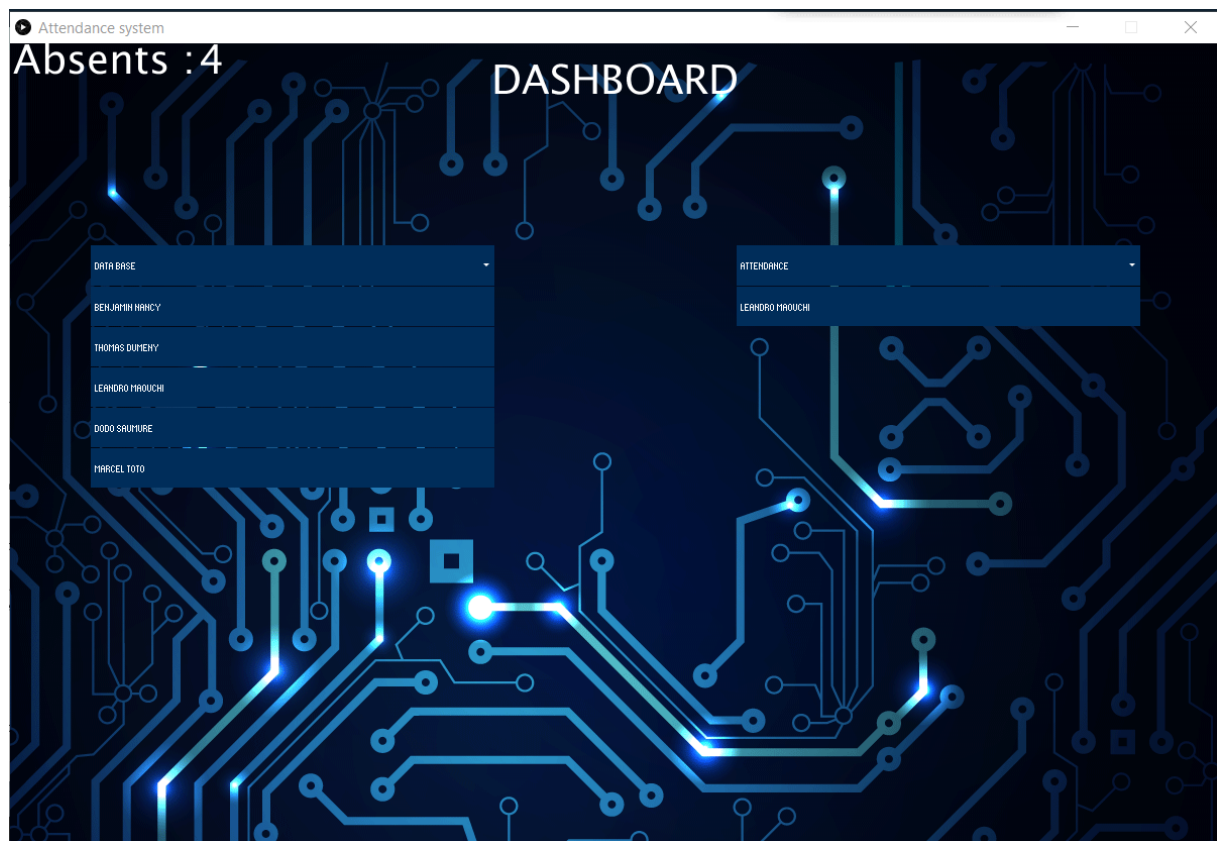 Attendance system
Absents :4
DASHBOARD
DATA BASE
BENJAMIN NANCY
THOMAS DUMENY
LEANDRO MAOUCHI
DODO SAUMURE
MARCEL TOTO
ATTENDANCE
LEANDRO MAOUCHI